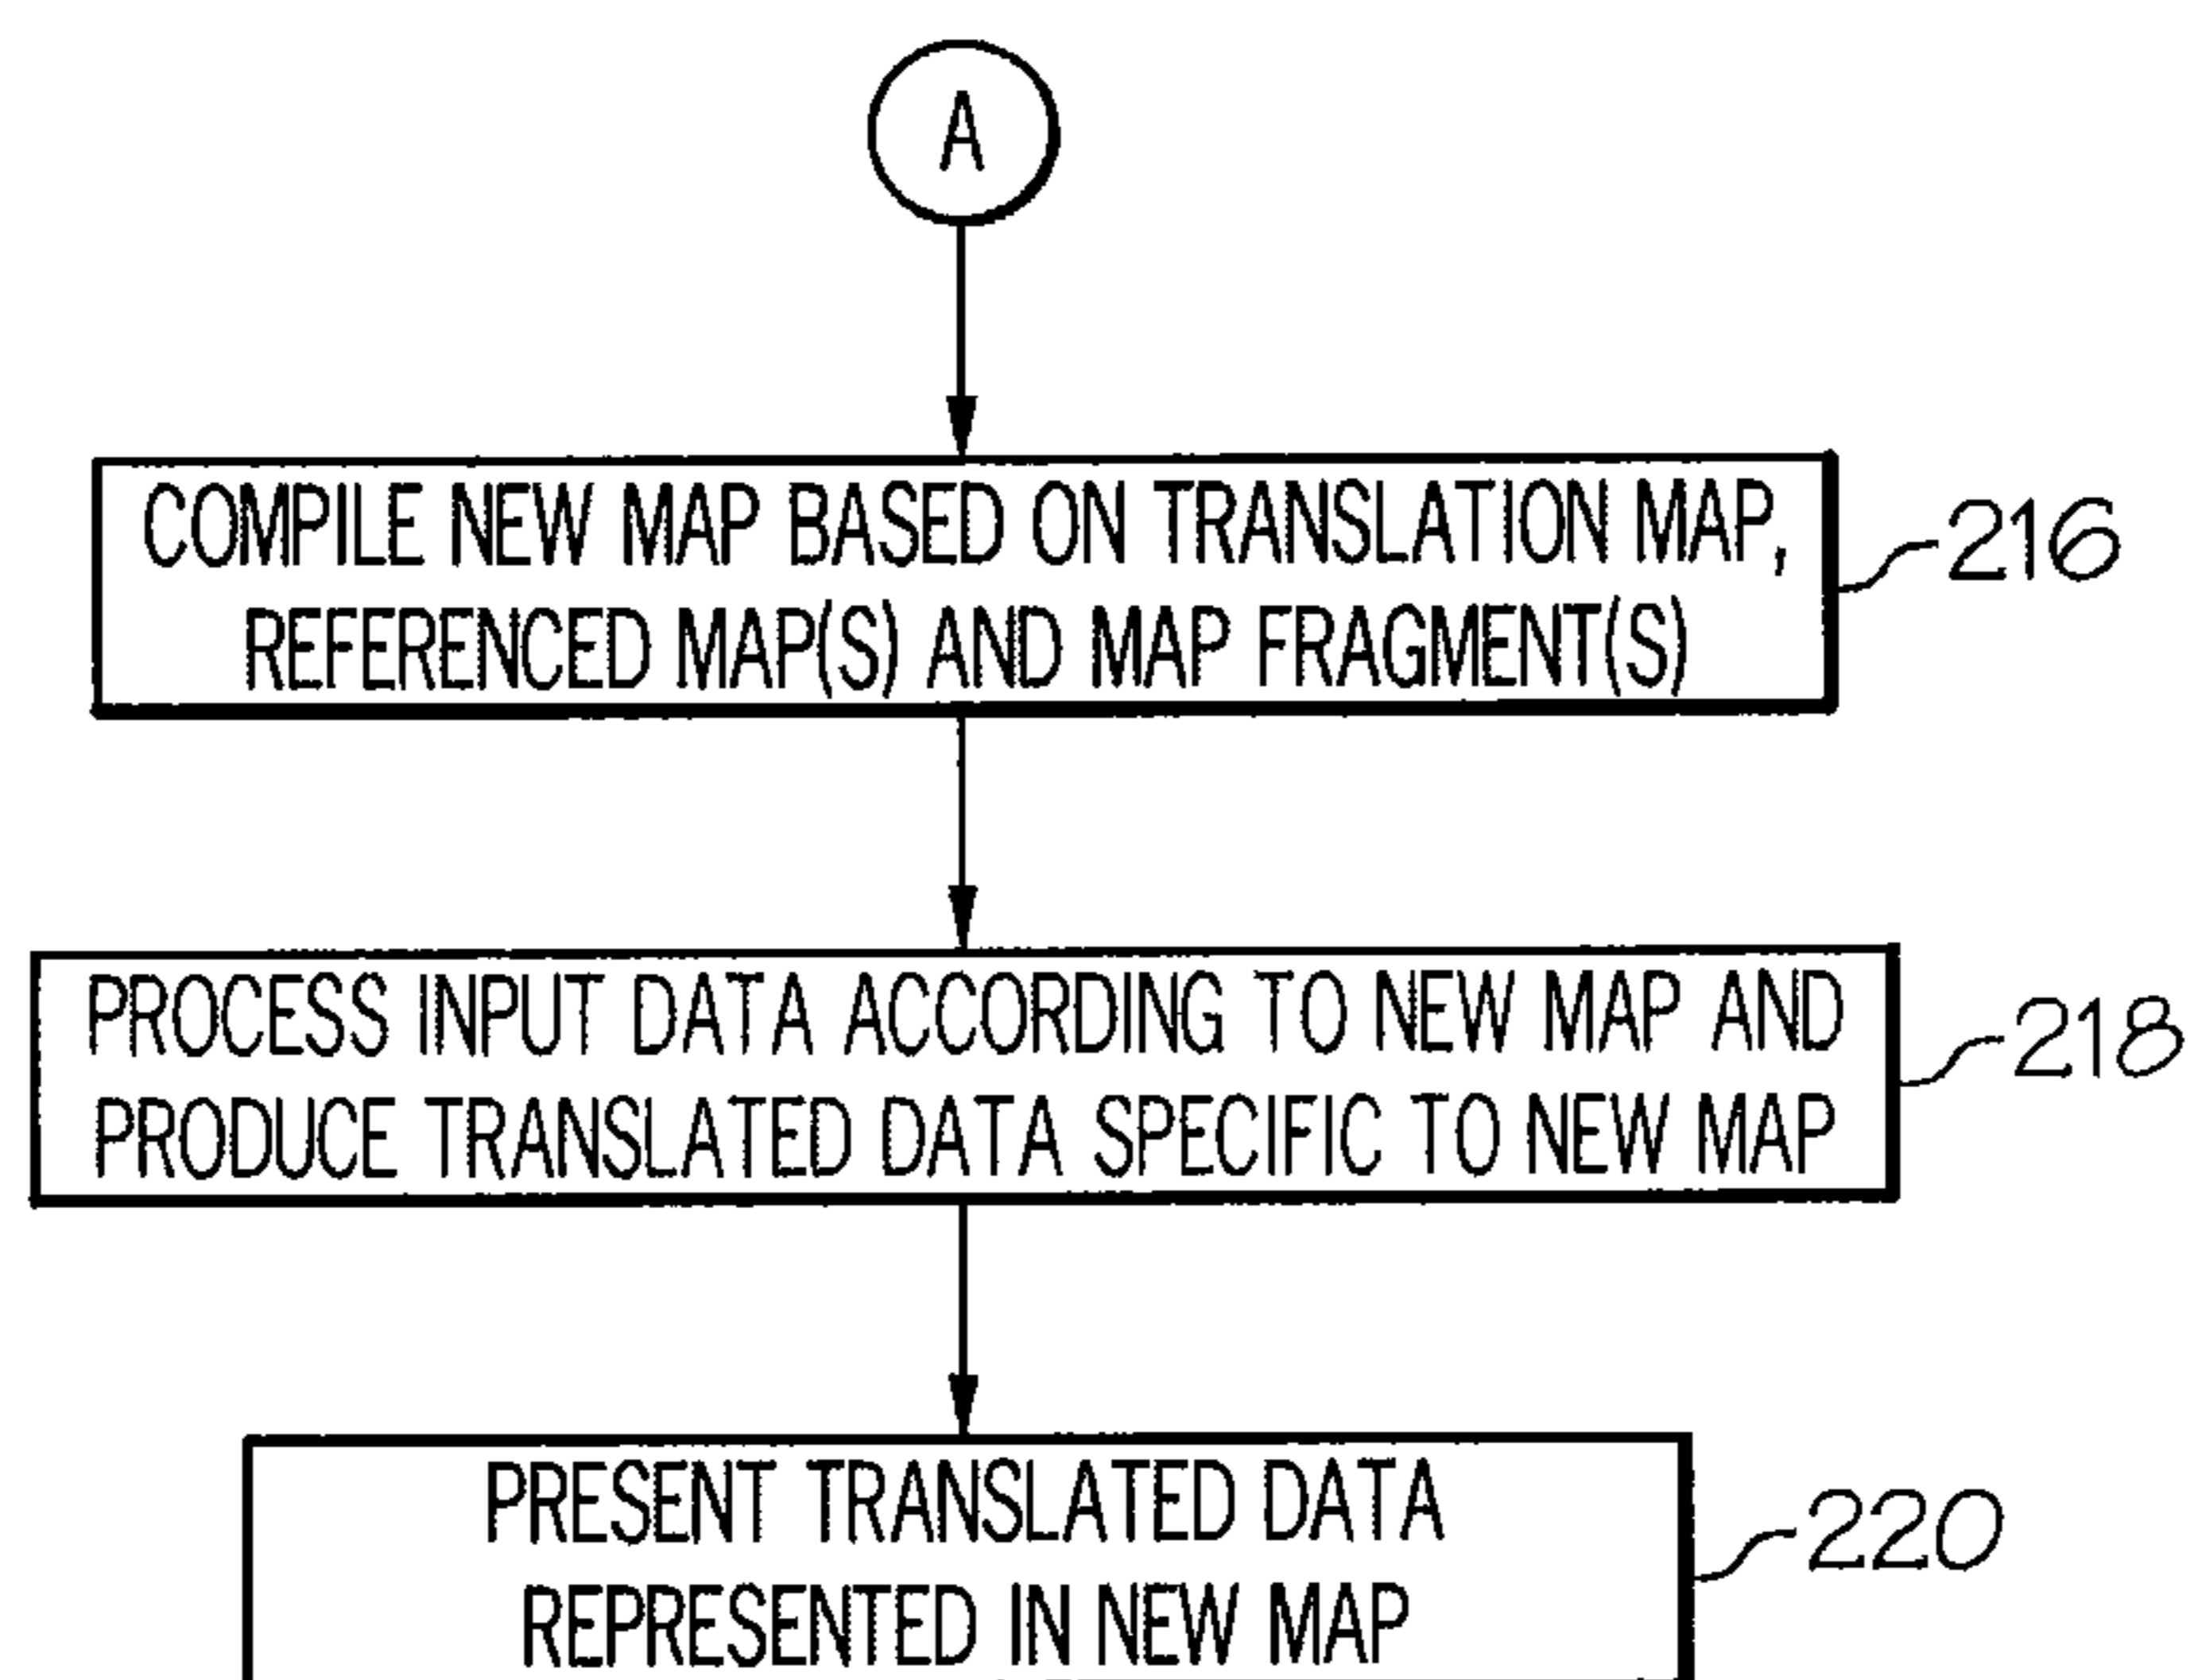 A
COMPILE NEW MAP BASED ON TRANSLATION MAP,
REFERENCED MAP(S) AND MAP FRAGMENT(S)
216
PROCESS INPUT DATA ACCORDING TO NEW MAP AND
PRODUCE TRANSLATED DATA SPECIFIC TO NEW MAP
218
PRESENT TRANSLATED DATA
REPRESENTED IN NEW MAP
220